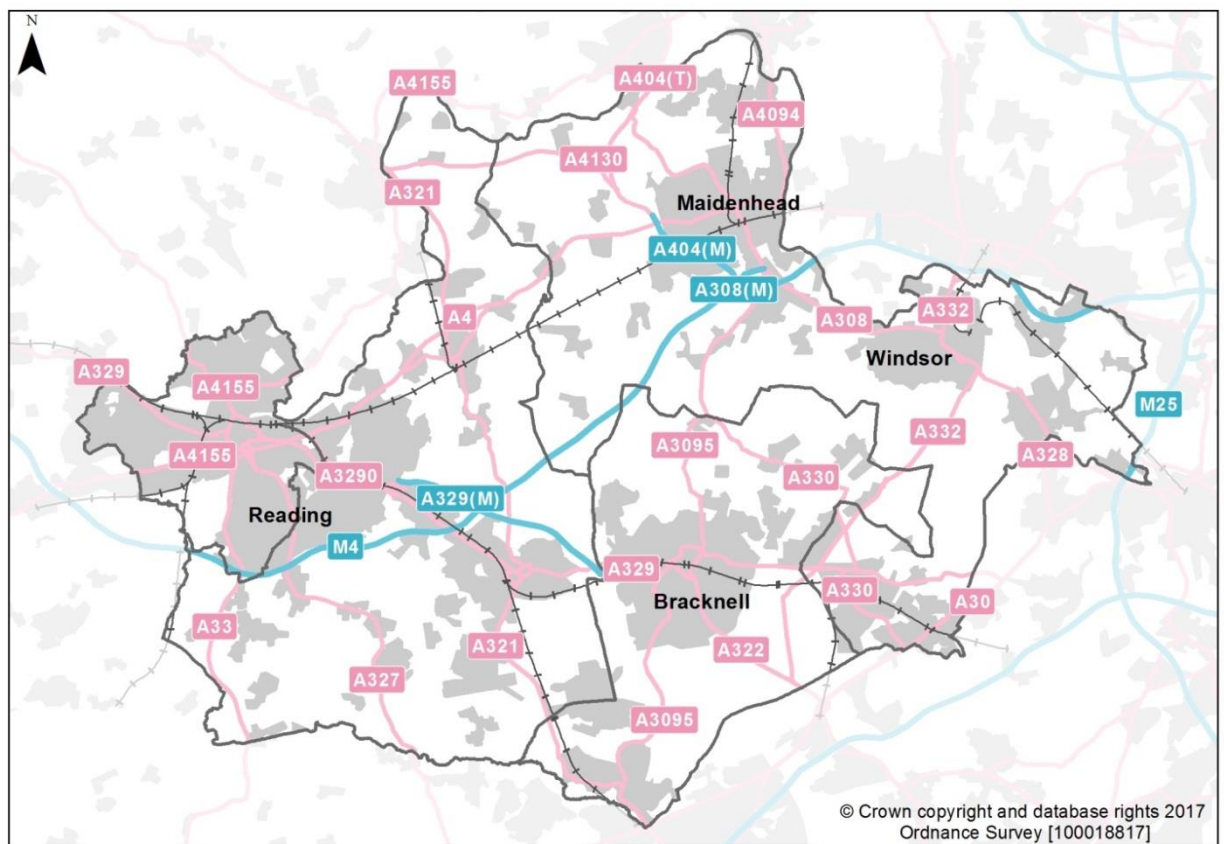 N
A4155
A404(T)
A4094
A4130
A321
Maidenhead
A404(M)
A308(M)
A4
A308
A332
Windsor
A329
A4155
M25
A4155
A3095
A332
A328
A3290
A330
A329(M)
Reading
M4
A329
A330
Bracknell
A30
A33
A321
A322
A327
A3095
© Crown copyright and database rights 2017
Ordnance Survey [100018817]